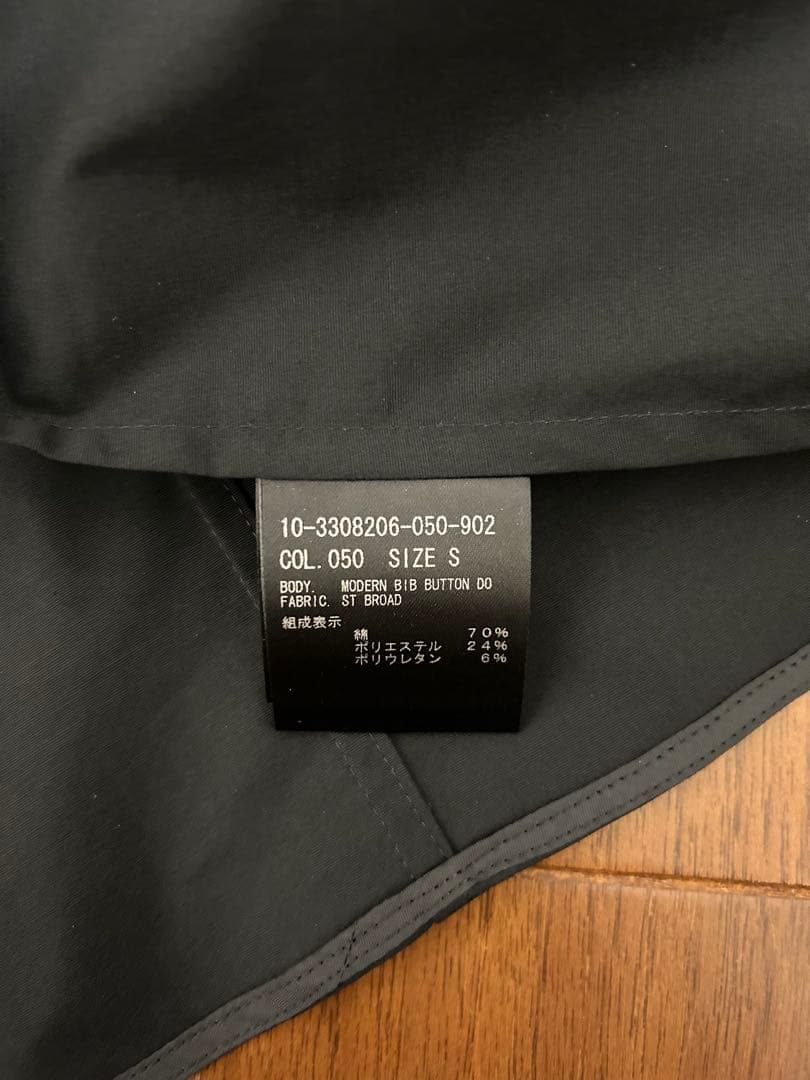 10-3308206-050-902
COL. 050 SIZE S
BODY. MODERN BIB BUTTON DO
FABRIC. ST BROAD
組成表示
綿 70%
ポリエステル 24%
ポリウレタン 6%